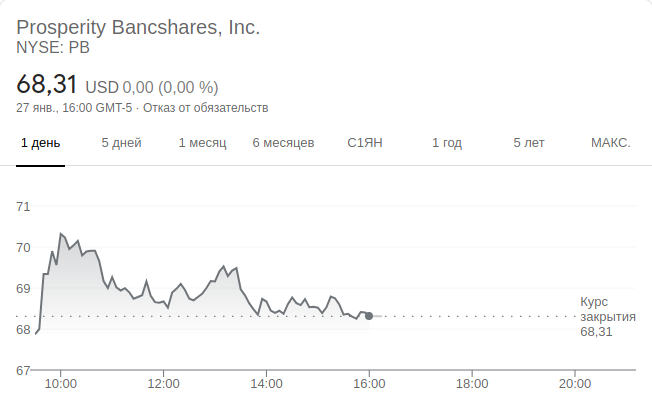 Prosperity Bancshares, Inc.
NYSE: PB
68,31 USD 0,00 (0,00 %)
27 янв., 16:00 GMT-5 · Отказ от обязательств
1 день 5 дней 1 месяц 6 месяцев С1ЯН 1 год 5 лет МАКС.
71
70
69
68
67
Курс
закрытия
68,31
10:00 12:00 14:00 16:00 18:00 20:00